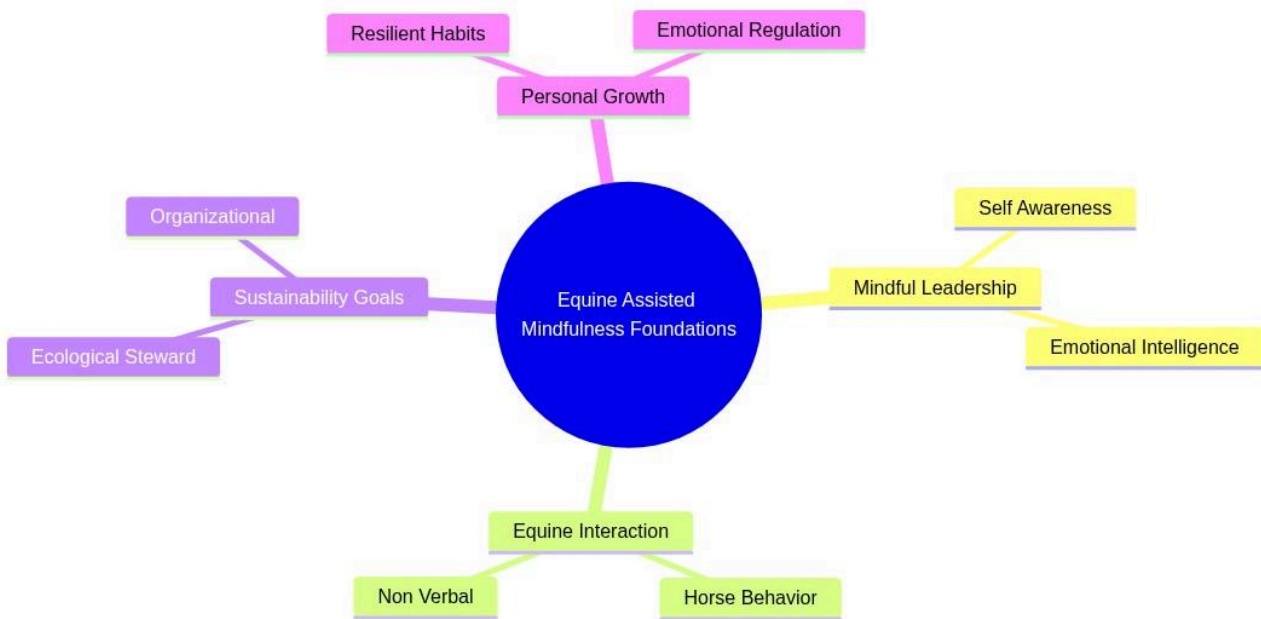 Resilient Habits
Emotional Regulation
Personal Growth
Organizational
Self Awareness
Sustainability Goals
Equine Assisted
Mindfulness Foundations
Mindful Leadership
Ecological Steward
Emotional Intelligence
Equine Interaction
Non Verbal
Horse Behavior